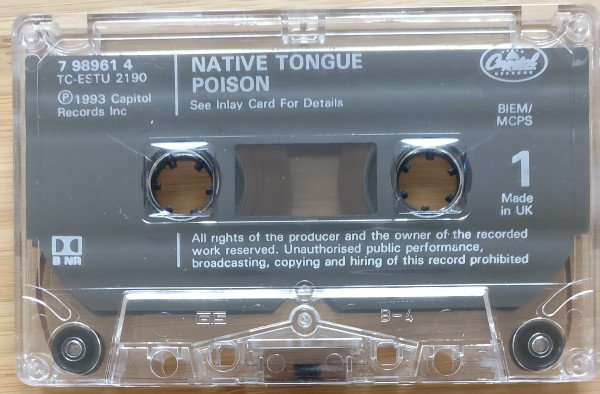 7 98961 4
TC-ESTU 2190
℗ 1993 Capitol
Records Inc
NATIVE TONGUE
POISON
See Inlay Card For Details
Capitol
RECORDS
BIEM/
MCPS
1
Made
in UK
B NR
All rights of the producer and the owner of the recorded
work reserved. Unauthorised public performance,
broadcasting, copying and hiring of this record prohibited
B-4